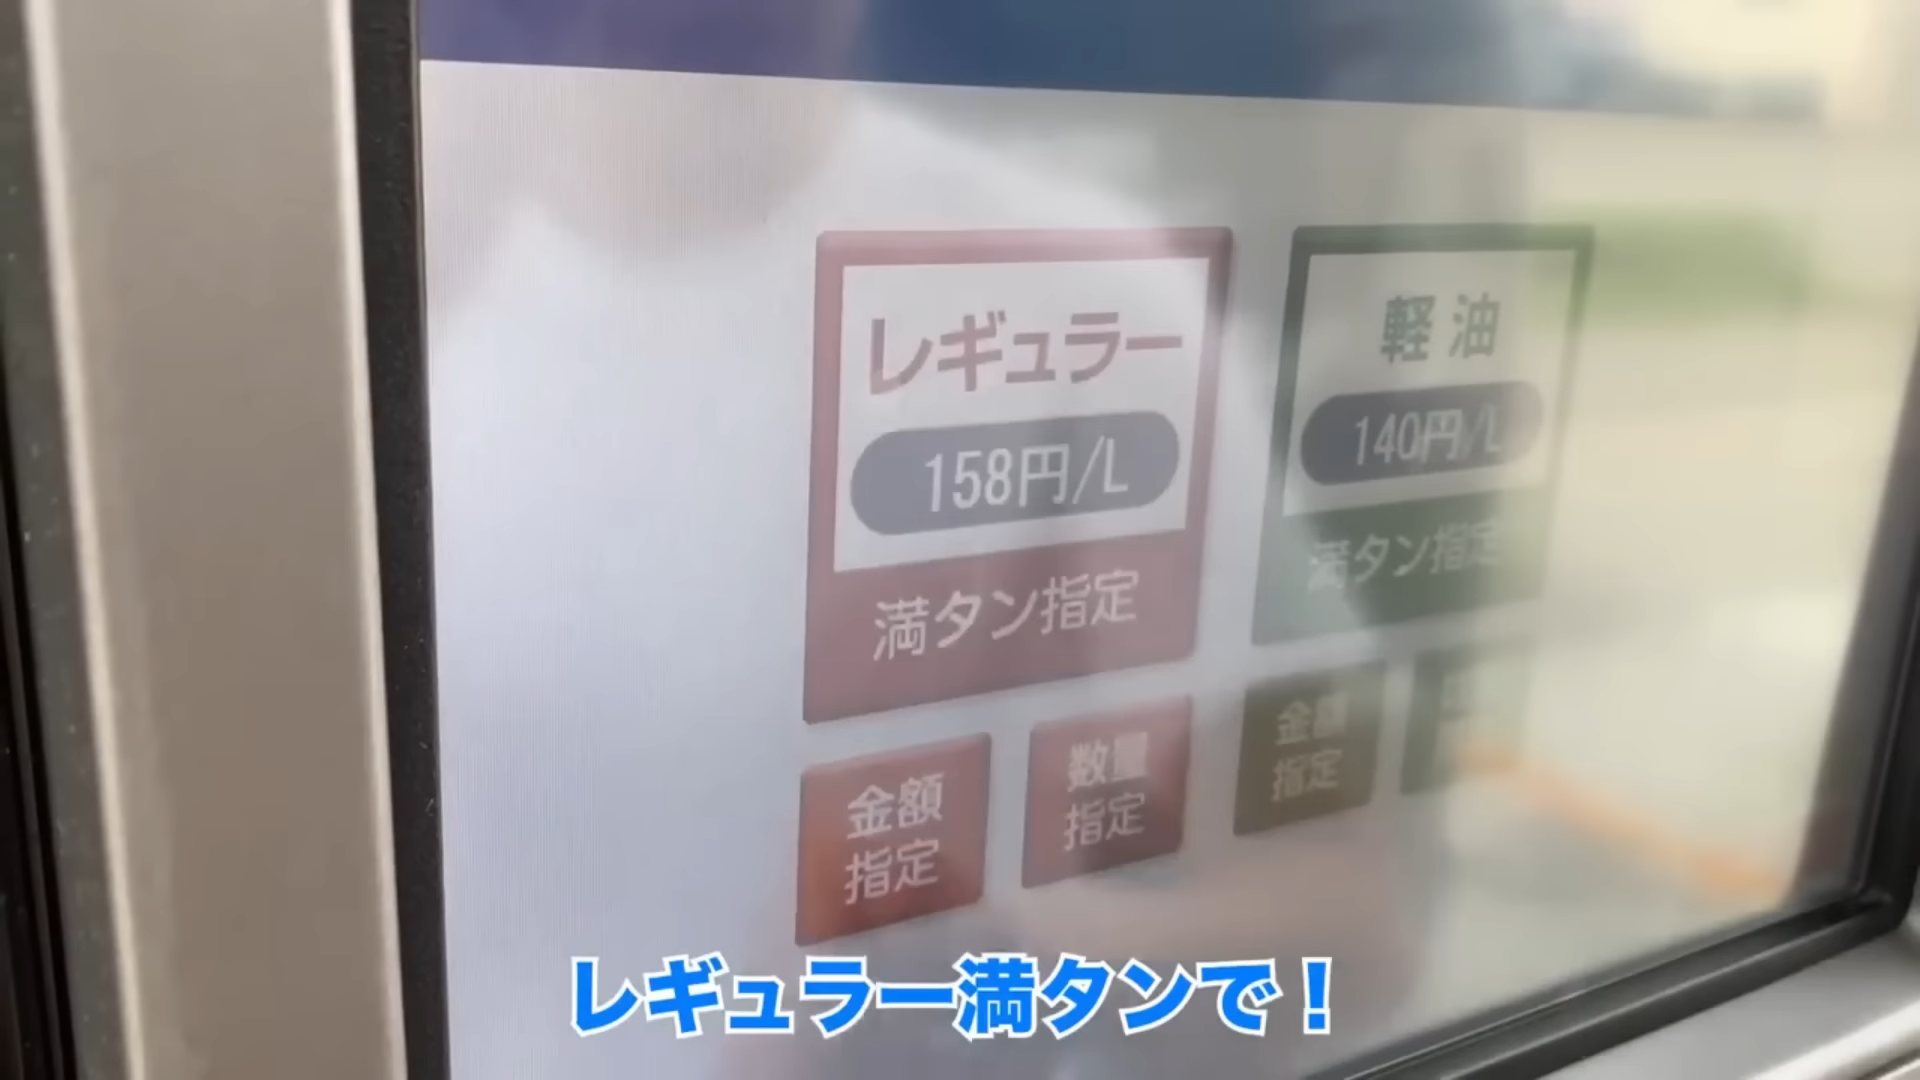 レギュラー
158円/L
満タン指定
軽油
140円/L
満タン指定
金額
指定
数量
指定
金額
指定
レギュラー満タンで！